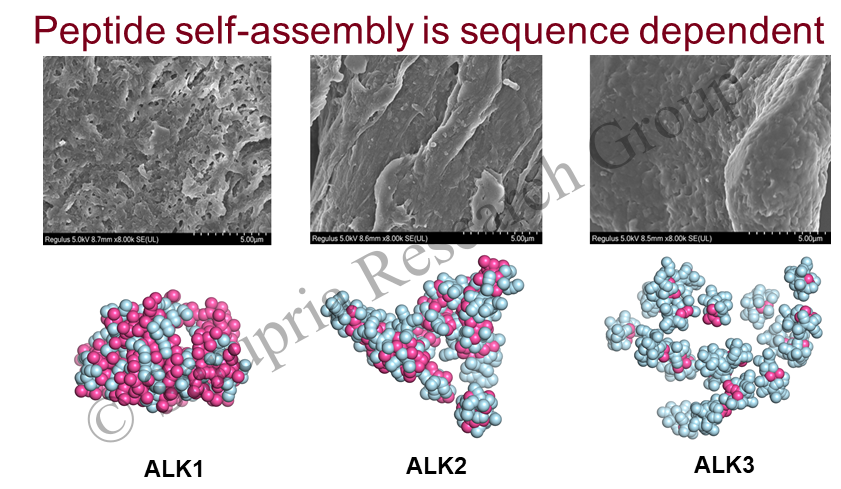 Peptide self-assembly is sequence dependent
Regulus 5.0kV 8.7mm x8.00k SE(UL) 5.00µm
Regulus 5.0kV 8.6mm x8.00k SE(UL) 5.00µm
Regulus 5.0kV 8.5mm x8.00k SE(UL) 5.00µm
© Research Group
ALK1
ALK2
ALK3